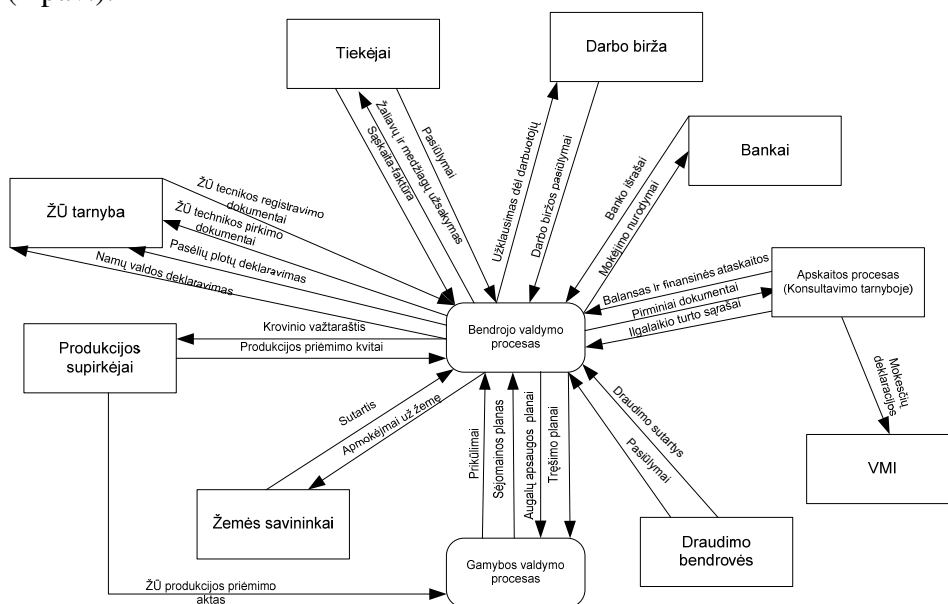 Tiekėjai
Darbo birža
Bankai
ŽŪ tarnyba
Žaliavų ir medžiagų užsakymas
Sąskaita-faktūra
Pasiūlymai
Užklausimas dėl darbuotojų
Darbo biržos pasiūlymai
Banko išrašai
Mokėjimo nurodymai
ŽŪ tecnikos registravimo
dokumentai
ŽŪ technikos pirkimo
dokumentai
Pasėlių plotų deklaravimas
Namų valdos deklatavimas
Balansas ir finansinės ataskaitos
Pirminiai dokumentai
Ilgalaikio turto sąrašai
Apskaitos procesas
(Konsultavimo tarnyboje)
Bendrojo valdymo
procesas
Krovinio važtaraštis
Produkcijos priėmimo kvitai
Produkcijos
supirkėjai
Mokesčių
deklaracijos
VMI
Sutartis
Apmokėjmai už žemę
Prikūlimai
Sėjomainos planas
Augalų apsaugos planai
Tręšimo planai
Draudimo sutartys
Pasiūlymai
Žemės savininkai
Draudimo
bendrovės
Gamybos valdymo
procesas
ŽŪ produkcijos priėmimo
aktas